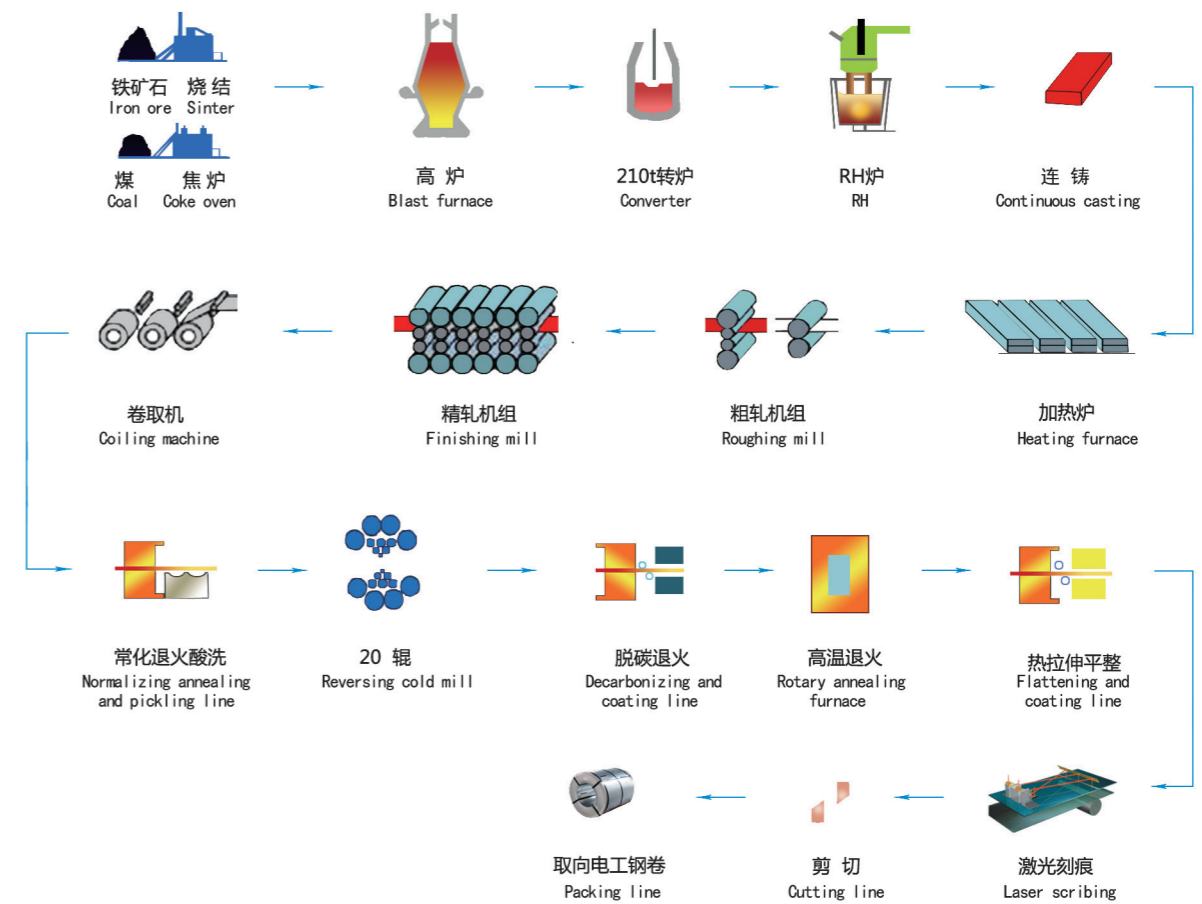 铁矿石 烧结
Iron ore Sinter
煤 焦炉
Coal Coke oven
高炉
Blast furnace
210t转炉
Converter
RH炉
RH
连铸
Continuous casting
卷取机
Coiling machine
精轧机组
Finishing mill
粗轧机组
Roughing mill
加热炉
Heating furnace
常化退火酸洗
Normalizing annealing
and pickling line
20 辊
Reversing cold mill
脱碳退火
Decarbonizing and
coating line
高温退火
Rotary annealing
furnace
热拉伸平整
Flattening and
coating line
取向电工钢卷
Packing line
剪切
Cutting line
激光刻痕
Laser scribing